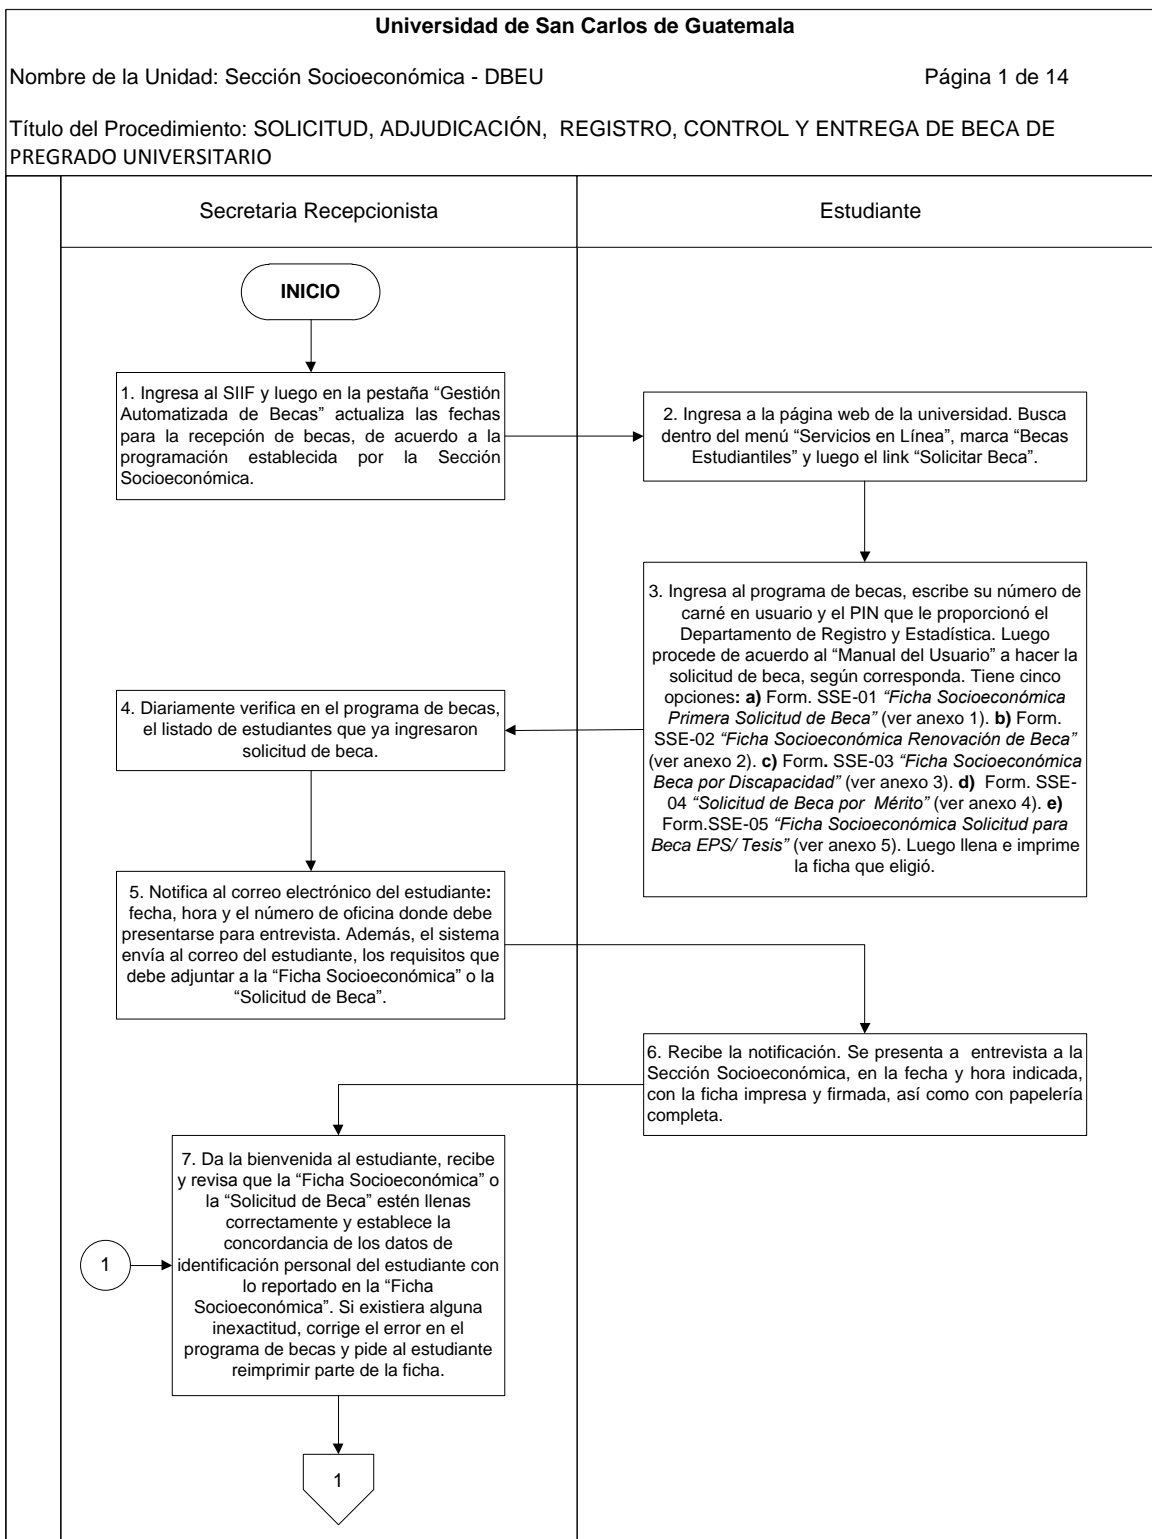 Universidad de San Carlos de Guatemala
Nombre de la Unidad: Sección Socioeconómica - DBEU
Página 1 de 14
Título del Procedimiento: SOLICITUD, ADJUDICACIÓN, REGISTRO, CONTROL Y ENTREGA DE BECA DE
PREGRADO UNIVERSITARIO
Secretaria Recepcionista
Estudiante
INICIO
1. Ingresa al SIIF y luego en la pestaña “Gestión
Automatizada de Becas” actualiza las fechas
para la recepción de becas, de acuerdo a la
programación establecida por la Sección
Socioeconómica.
2. Ingresa a la página web de la universidad. Busca
dentro del menú “Servicios en Línea”, marca “Becas
Estudiantiles” y luego el link “Solicitar Beca”.
3. Ingresa al programa de becas, escribe su número de
carné en usuario y el PIN que le proporcionó el
Departamento de Registro y Estadística. Luego
procede de acuerdo al “Manual del Usuario” a hacer la
solicitud de beca, según corresponda. Tiene cinco
opciones: a) Form. SSE-01 “Ficha Socioeconómica
Primera Solicitud de Beca” (ver anexo 1). b) Form.
SSE-02 “Ficha Socioeconómica Renovación de Beca”
(ver anexo 2). c) Form. SSE-03 “Ficha Socioeconómica
Beca por Discapacidad” (ver anexo 3). d) Form. SSE-
04 “Solicitud de Beca por Mérito” (ver anexo 4). e)
Form.SSE-05 “Ficha Socioeconómica Solicitud para
Beca EPS/ Tesis” (ver anexo 5). Luego llena e imprime
la ficha que eligió.
4. Diariamente verifica en el programa de becas,
el listado de estudiantes que ya ingresaron
solicitud de beca.
5. Notifica al correo electrónico del estudiante:
fecha, hora y el número de oficina donde debe
presentarse para entrevista. Además, el sistema
envía al correo del estudiante, los requisitos que
debe adjuntar a la “Ficha Socioeconómica” o la
“Solicitud de Beca”.
6. Recibe la notificación. Se presenta a entrevista a la
Sección Socioeconómica, en la fecha y hora indicada,
con la ficha impresa y firmada, así como con papelería
completa.
7. Da la bienvenida al estudiante, recibe
y revisa que la “Ficha Socioeconómica” o
la “Solicitud de Beca” estén llenas
correctamente y establece la
concordancia de los datos de
identificación personal del estudiante con
lo reportado en la “Ficha
Socioeconómica”. Si existiera alguna
inexactitud, corrige el error en el
programa de becas y pide al estudiante
reimprimir parte de la ficha.
1
1